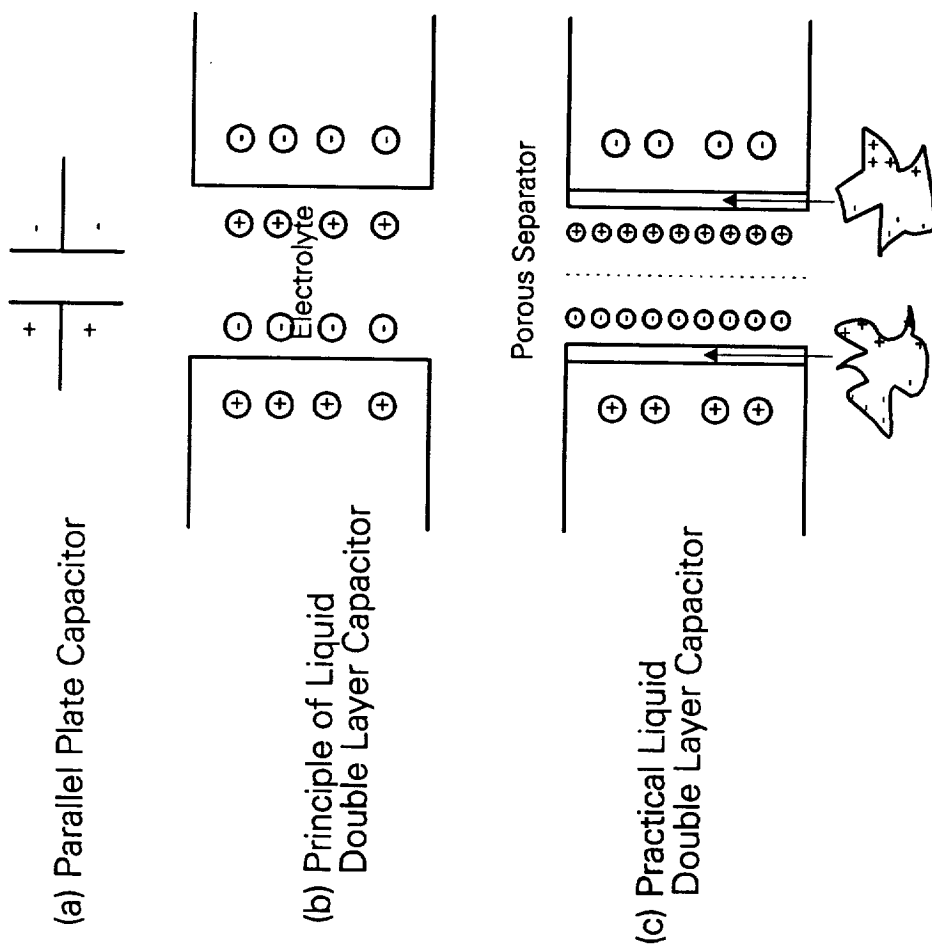 (a) Parallel Plate Capacitor
(b) Principle of Liquid
Double Layer Capacitor
Electrolyte
(c) Practical Liquid
Double Layer Capacitor
Porous Separator